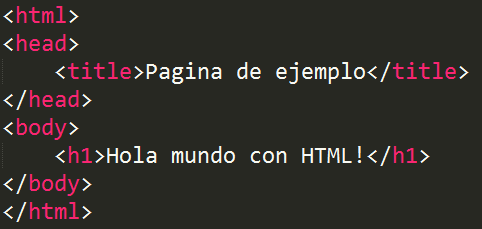 <html>
<head>
    <title>Pagina de ejemplo</title>
</head>
<body>
    <h1>Hola mundo con HTML!</h1>
</body>
</html>